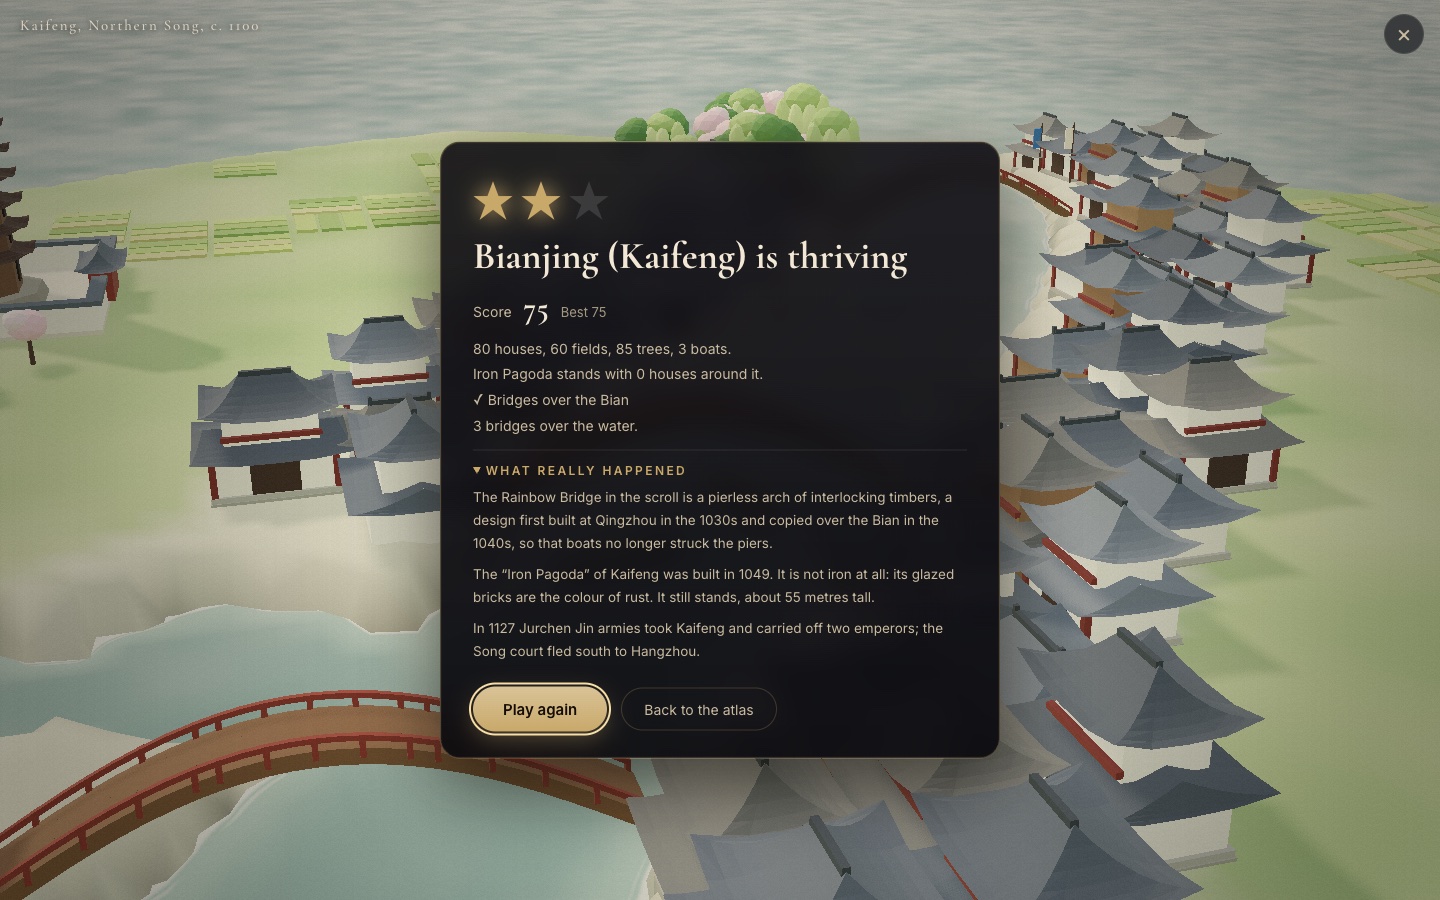 Kaifeng, Northern Song, c. 1100
Bianjing (Kaifeng) is thriving
Score 75 Best 75
80 houses, 60 fields, 85 trees, 3 boats.
Iron Pagoda stands with 0 houses around it.
✓ Bridges over the Bian
3 bridges over the water.
▾ WHAT REALLY HAPPENED
The Rainbow Bridge in the scroll is a pierless arch of interlocking timbers, a
design first built at Qingzhou in the 1030s and copied over the Bian in the
1040s, so that boats no longer struck the piers.
The “Iron Pagoda” of Kaifeng was built in 1049. It is not iron at all: its glazed
bricks are the colour of rust. It still stands, about 55 metres tall.
In 1127 Jurchen Jin armies took Kaifeng and carried off two emperors; the
Song court fled south to Hangzhou.
Play again
Back to the atlas